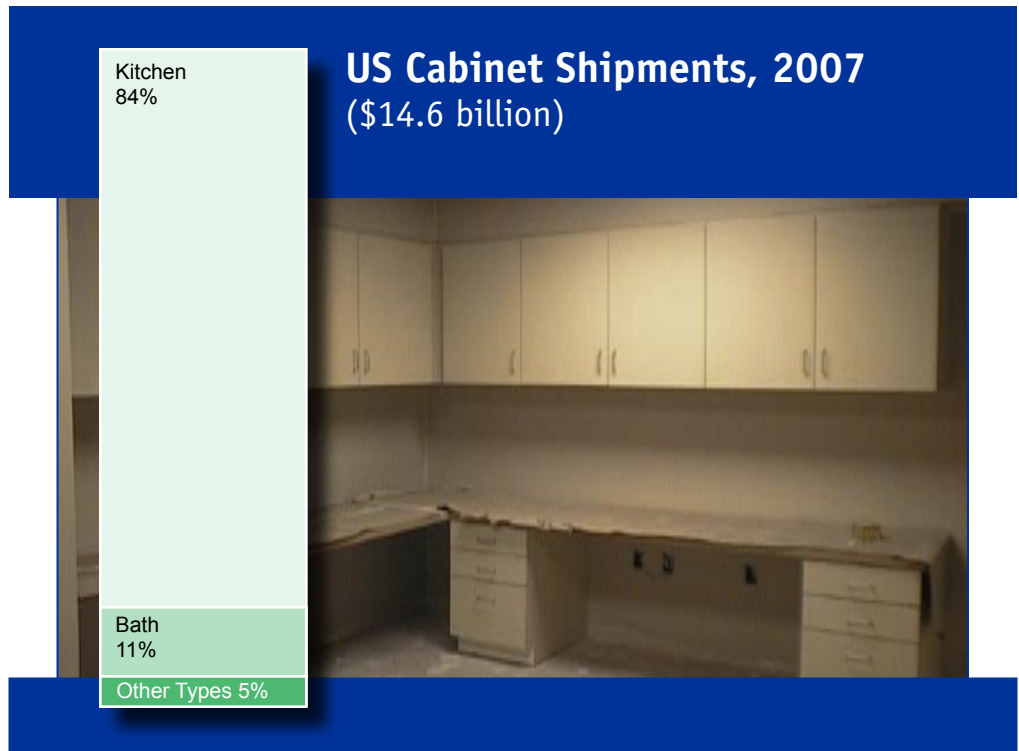 US Cabinet Shipments, 2007
($14.6 billion)
Kitchen
84%
Bath
11%
Other Types 5%